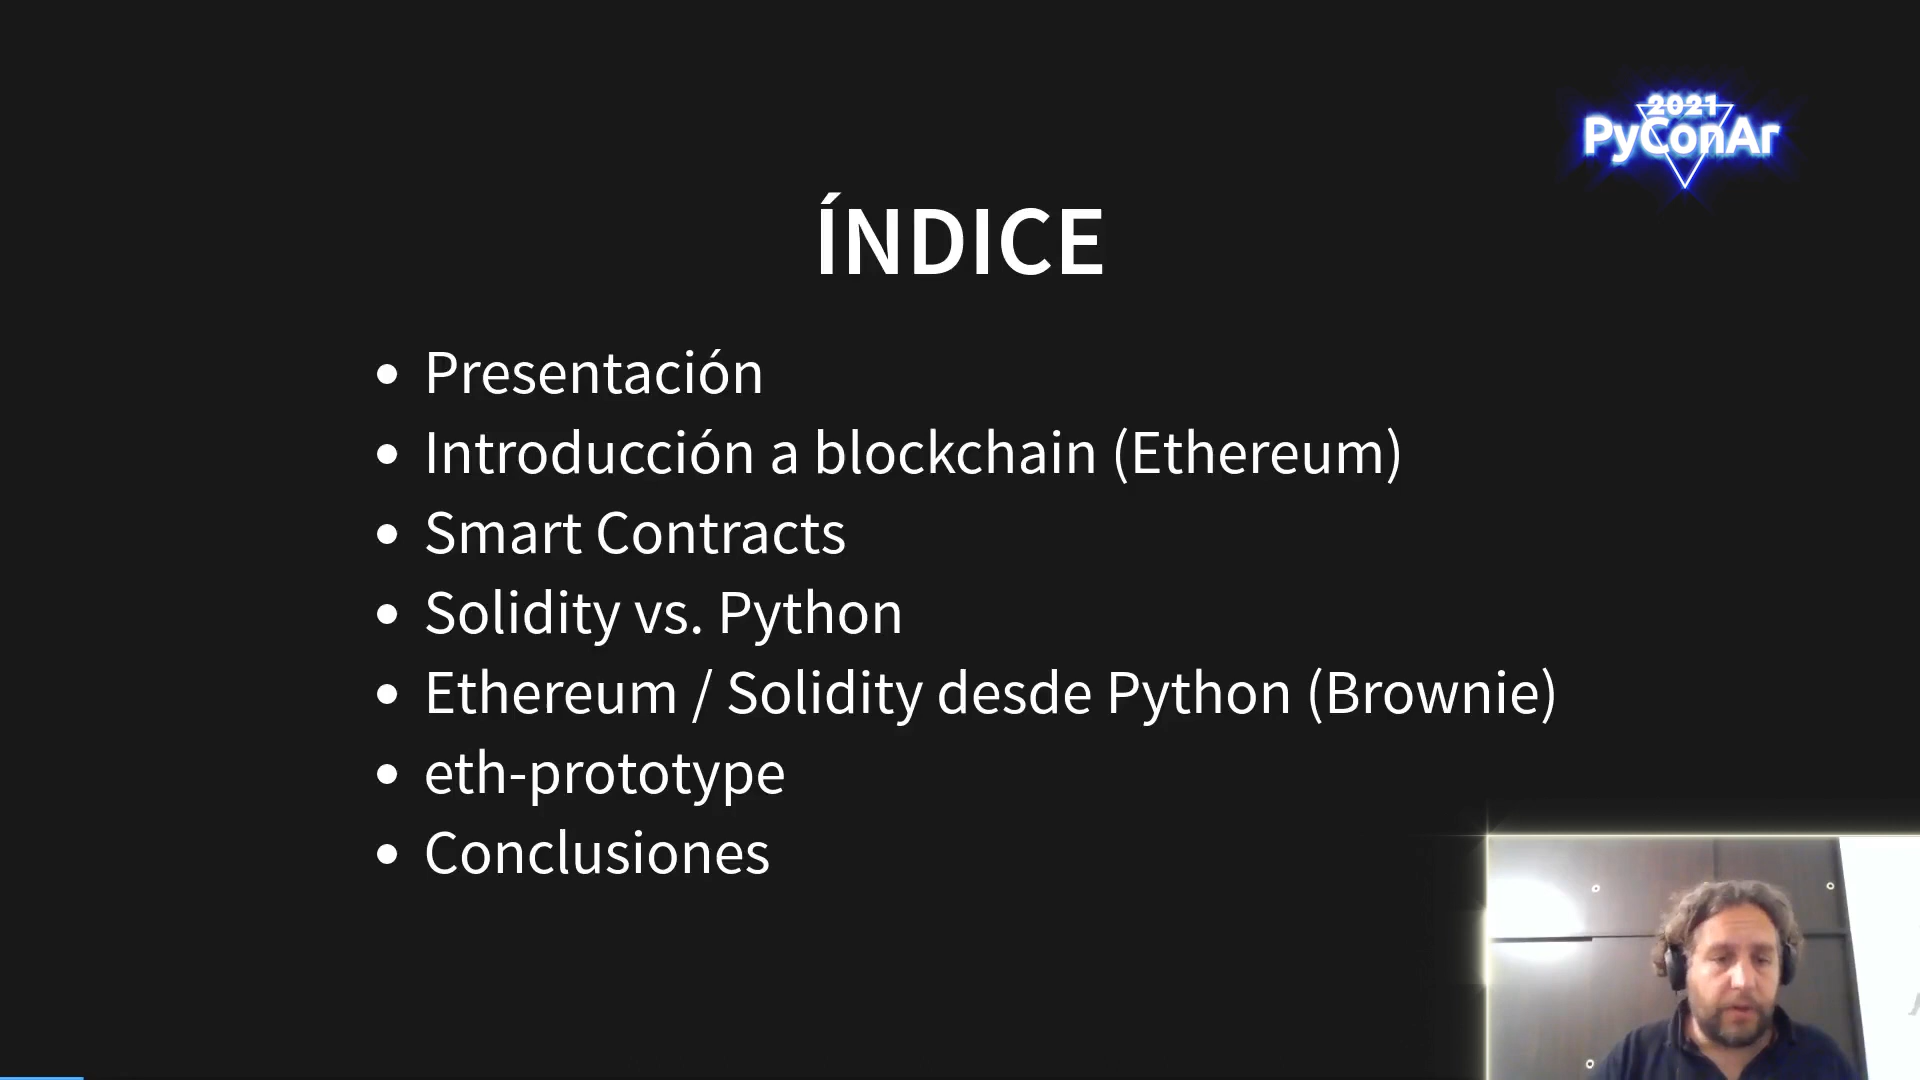 2021
PyConAr
ÍNDICE
Presentación
Introducción a blockchain (Ethereum)
Smart Contracts
Solidity vs. Python
Ethereum / Solidity desde Python (Brownie)
eth-prototype
Conclusiones